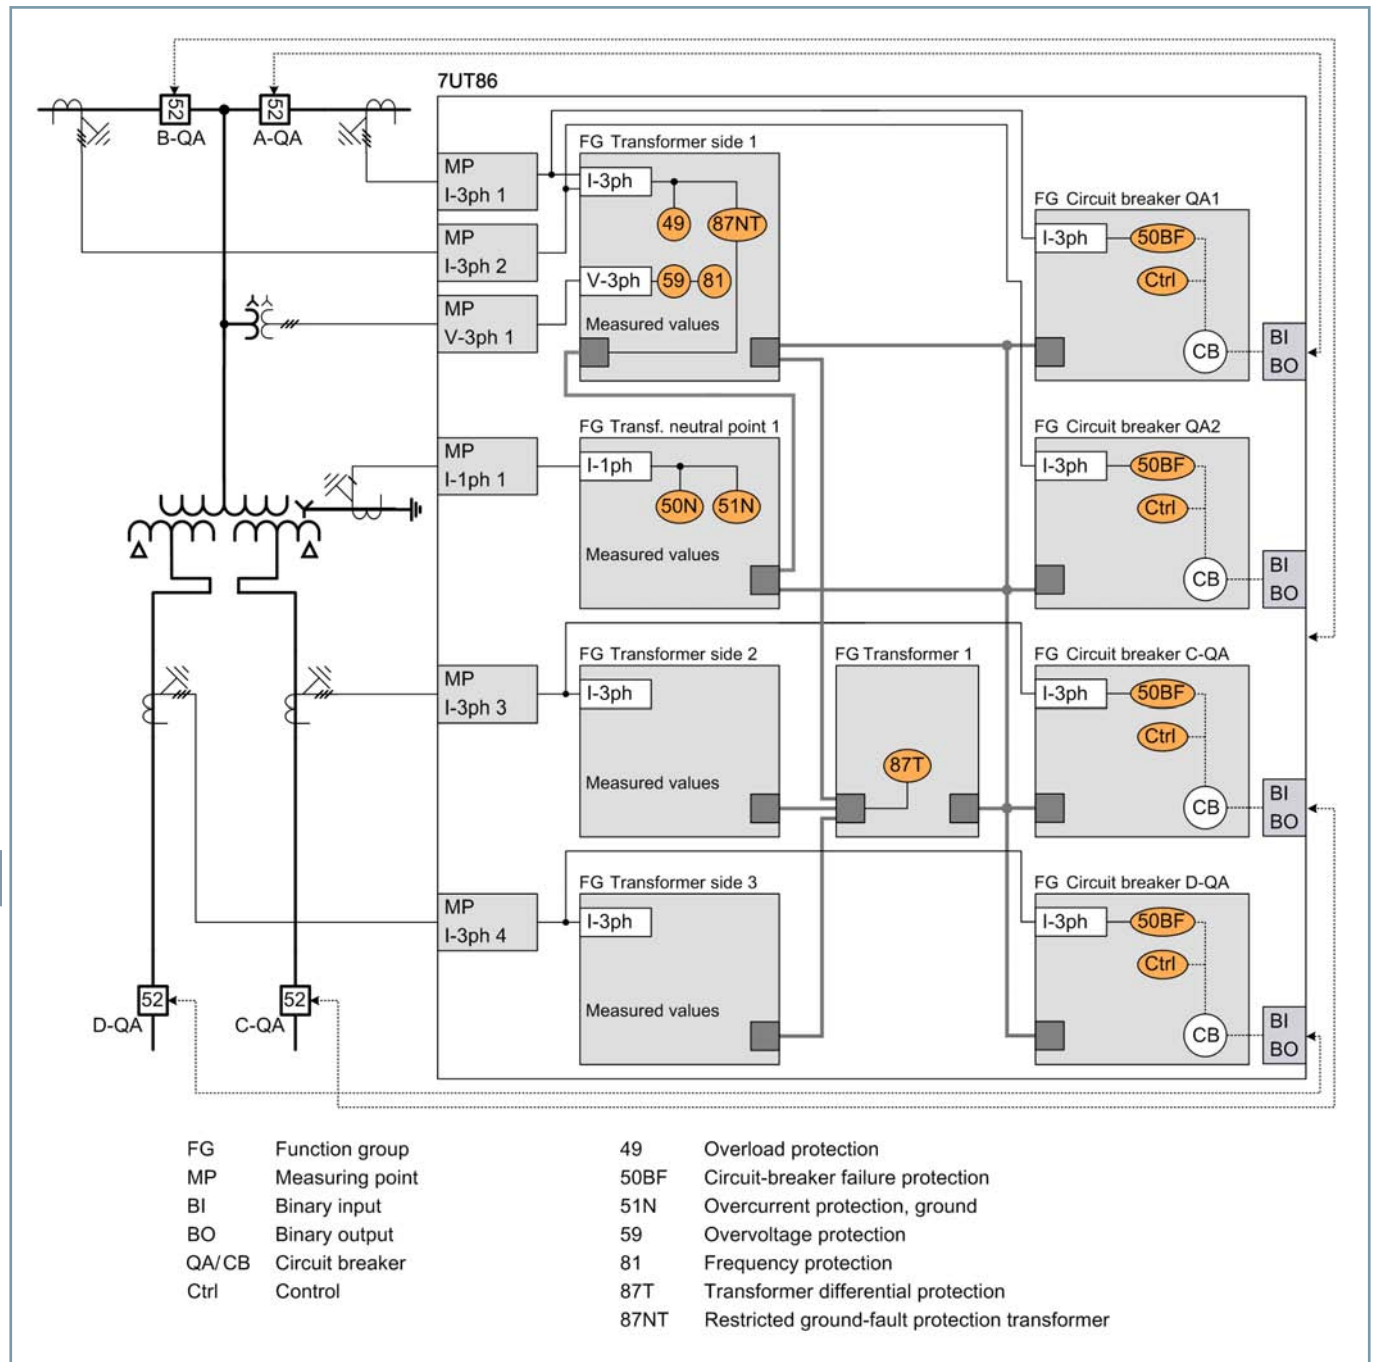 7UT86
52
52
B-QA
A-QA
MP
I-3ph 1
MP
I-3ph 2
MP
V-3ph 1
FG Transformer side 1
I-3ph
49
87NT
V-3ph
59
81
Measured values
FG Circuit breaker QA1
I-3ph
50BF
Ctrl
CB
BI
BO
MP
I-1ph 1
FG Transf. neutral point 1
I-1ph
50N
51N
Measured values
FG Circuit breaker QA2
I-3ph
50BF
Ctrl
CB
BI
BO
MP
I-3ph 3
FG Transformer side 2
I-3ph
Measured values
FG Transformer 1
87T
FG Circuit breaker C-QA
I-3ph
50BF
Ctrl
CB
BI
BO
MP
I-3ph 4
FG Transformer side 3
I-3ph
Measured values
FG Circuit breaker D-QA
I-3ph
50BF
Ctrl
CB
BI
BO
52
52
D-QA
C-QA
FG Function group
MP Measuring point
BI Binary input
BO Binary output
QA/CB Circuit breaker
Ctrl Control
49 Overload protection
50BF Circuit-breaker failure protection
51N Overcurrent protection, ground
59 Overvoltage protection
81 Frequency protection
87T Transformer differential protection
87NT Restricted ground-fault protection transformer